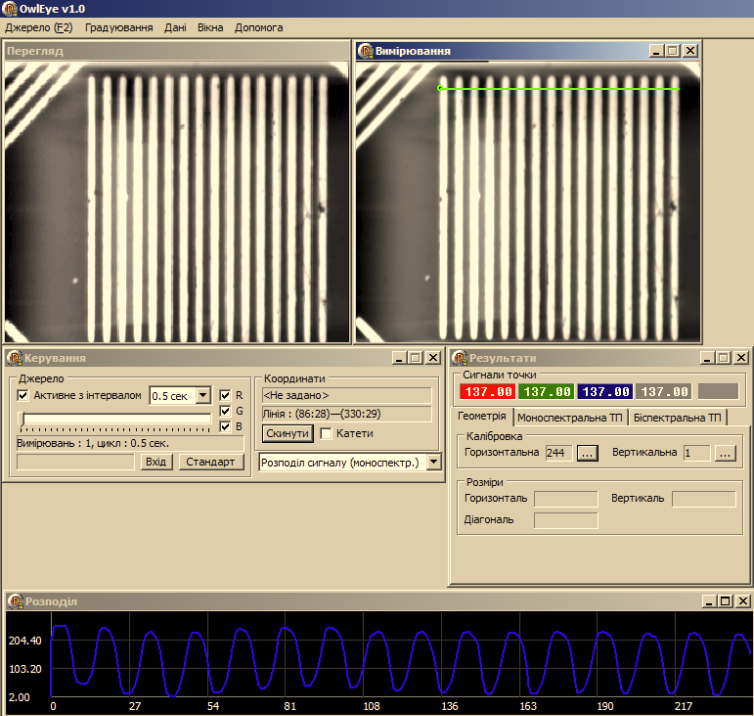 OwlEye v1.0
Джерело (F2) Градуювання Дані Вікна Допомога
Перегляд
Вимірювання
Керування
Джерело
Активне з інтервалом 0.5 сек
R
G
B
Вимірювань : 1, цикл : 0.5 сек.
Вхід Стандарт
Координати
<Не задано>
Лінія : (86:28)—(330:29)
Скинути Катети
Розподіл сигналу (моноспектр.)
Результати
Сигнали точки
137.00 137.00 137.00 137.00
Геометрія Моноспектральна ТП Біспектральна ТП
Калібровка
Горизонтальна 244 ... Вертикальна 1 ...
Розміри
Горизонталь Вертикаль
Діагональ
Розподіл
204.40
103.20
2.00
0 27 54 81 108 136 163 190 217